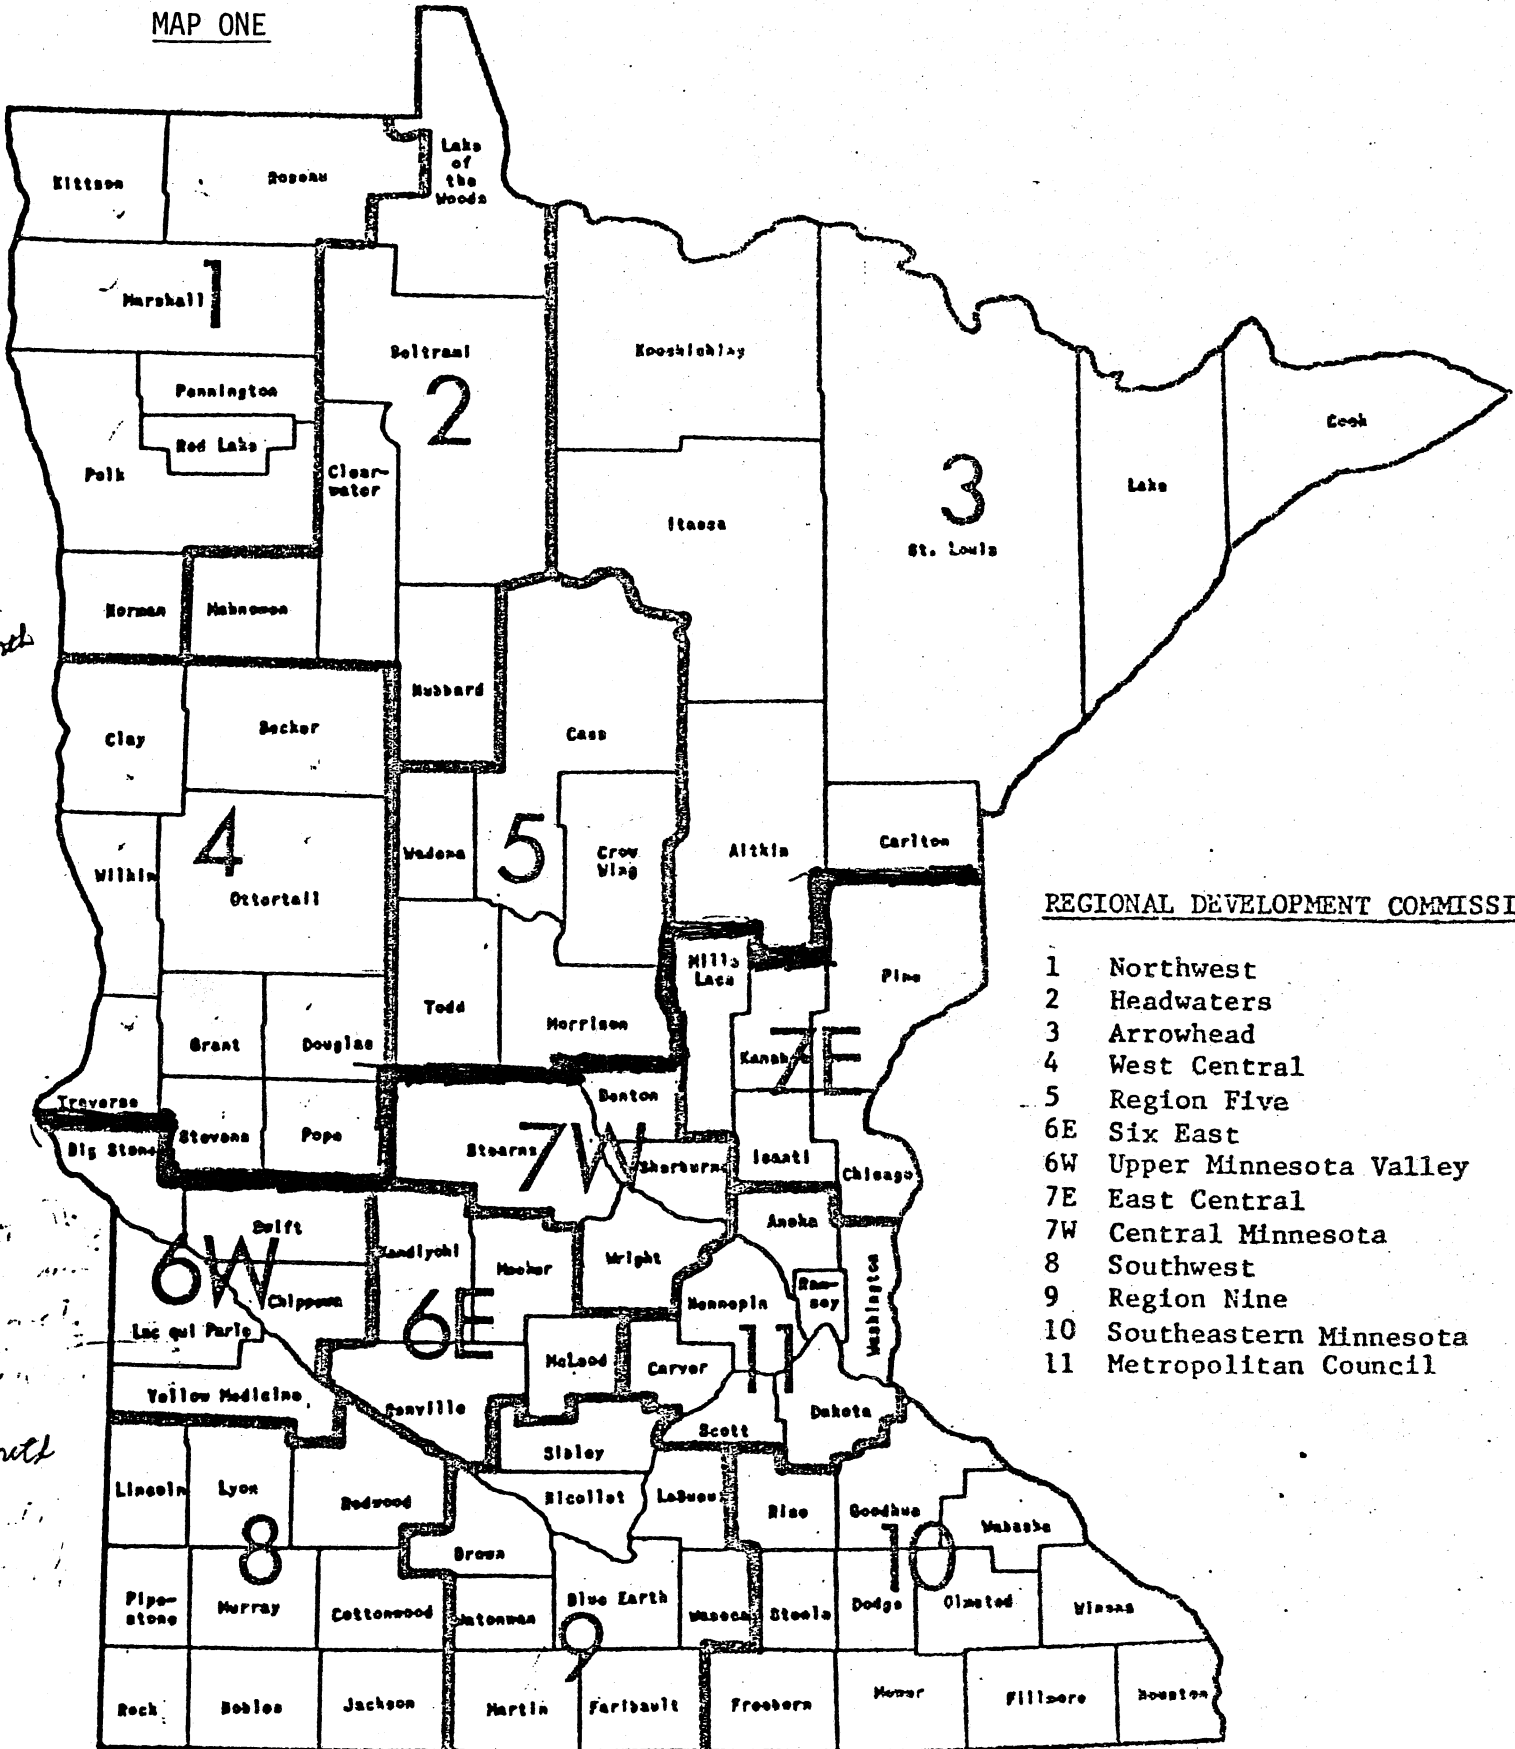 MAP ONE
Kittson
Roseau
Lake
of
the
Woods
Marshall
1
Beltrami
Koochiching
Pennington
2
Cook
Red Lake
Polk
Clear-
water
3
Lake
Itasca
St. Louis
Norman
Mahnomen
Hubbard
Clay
Becker
Cass
4
5
Wadena
Crow
Wing
Aitkin
Carlton
Wilkin
Ottertail
REGIONAL DEVELOPMENT COMMISSI
Mille
Lacs
Pine
1 Northwest
2 Headwaters
3 Arrowhead
4 West Central
5 Region Five
6E Six East
6W Upper Minnesota Valley
7E East Central
7W Central Minnesota
8 Southwest
9 Region Nine
10 Southeastern Minnesota
11 Metropolitan Council
Todd
Morrison
Grant
Douglas
Kanab
7E
Traverse
Benton
Big Stone
Stevens
Pope
Stearns
7W
Sherburne
Isanti
Chisago
Swift
Anoka
Kandiyohi
Meeker
Wright
6W
Chippewa
Hennepin
Ram-
sey
Washington
6E
Lac qui Parle
McLeod
Carver
11
Yellow Medicine
Renville
Dakota
Scott
Sibley
Lincoln
Lyon
Redwood
Nicollet
LeSueur
Rice
Goodhue
Wabasha
8
Brown
10
Pipe-
stone
Murray
Cottonwood
Watonwan
Blue Earth
Waseca
Steele
Dodge
Olmsted
Winona
9
Rock
Nobles
Jackson
Martin
Faribault
Freeborn
Mower
Fillmore
Houston